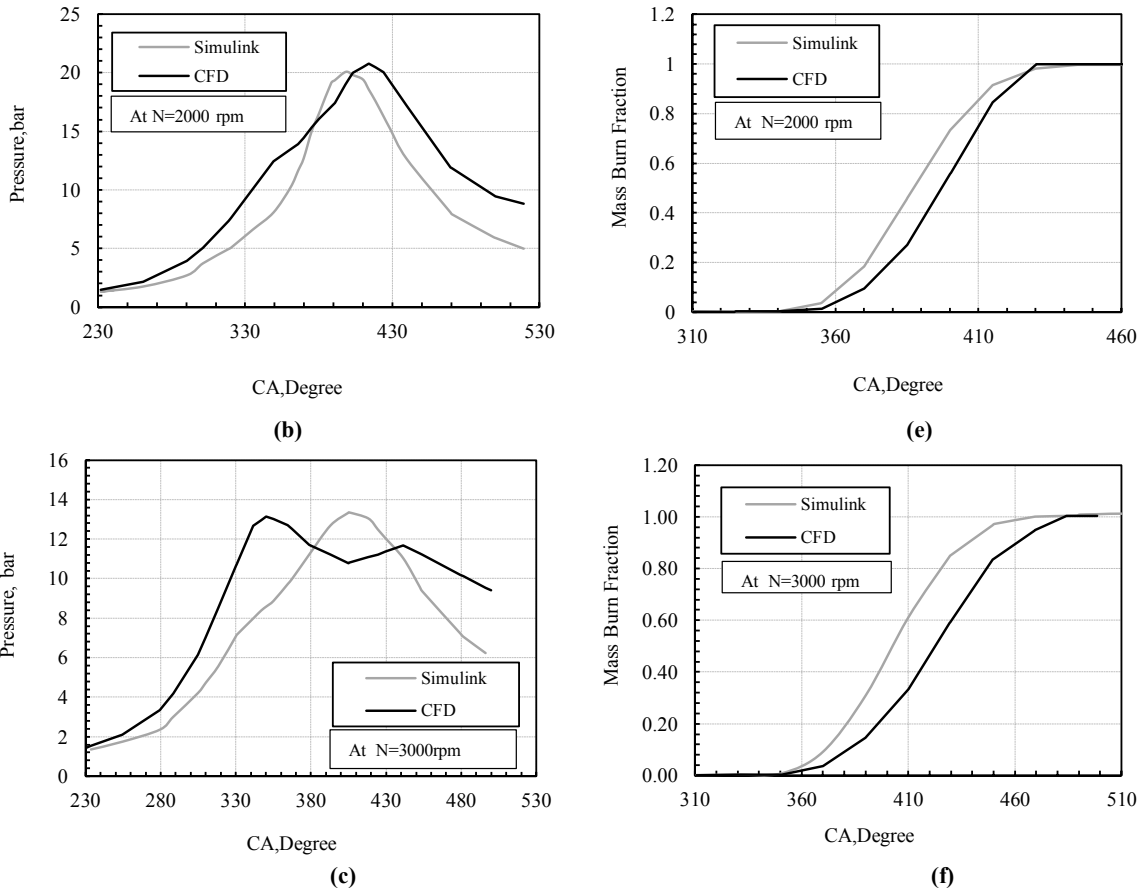 25
20
15
10
5
0
Pressure,bar
Simulink
CFD
At N=2000 rpm
230
330
430
530
CA,Degree
(b)
1.2
1
0.8
0.6
0.4
0.2
0
Mass Burn Fraction
Simulink
CFD
At N=2000 rpm
310
360
410
460
CA,Degree
(e)
16
14
12
10
8
6
4
2
0
Pressure, bar
Simulink
CFD
At N=3000rpm
230
280
330
380
430
480
530
CA,Degree
(c)
1.20
1.00
0.80
0.60
0.40
0.20
0.00
Mass Burn Fraction
Simulink
CFD
At N=3000 rpm
310
360
410
460
510
CA,Degree
(f)